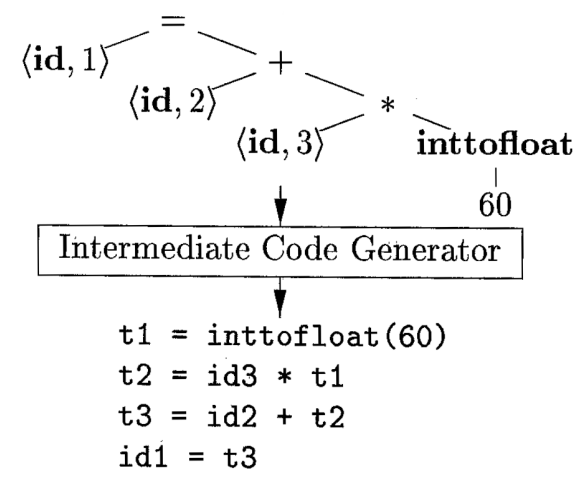 =
⟨id, 1⟩
+
⟨id, 2⟩
*
⟨id, 3⟩
inttofloat
60
Intermediate Code Generator
t1 = inttofloat(60)
t2 = id3 * t1
t3 = id2 + t2
id1 = t3